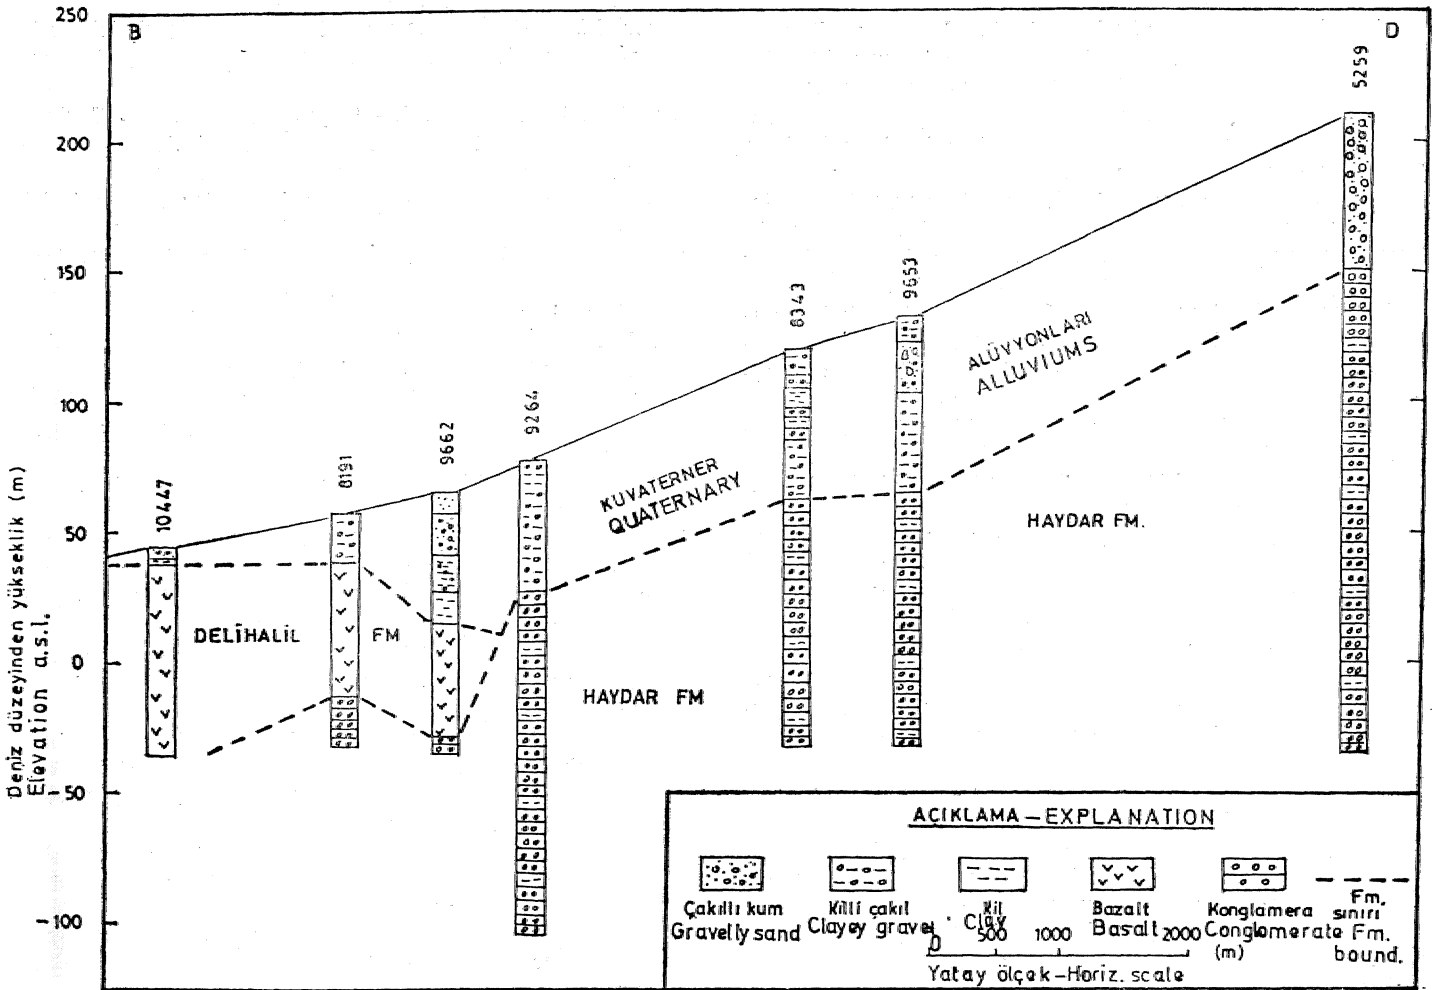 B
D
250
200
150
100
50
0
-50
-100
Deniz düzeyinden yükseklik (m)
Elevation a.s.l.
10447
8191
9662
9264
8343
9653
5259
KUVATERNER
QUATERNARY
ALÜVYONLARI
ALLUVIUMS
DELİHALİL FM
HAYDAR FM
HAYDAR FM.
AÇIKLAMA – EXPLANATION
Çakıllı kum
Gravelly sand
Killi çakıl
Clayey gravel
Kil
Clay
Bazalt
Basalt
Konglamera
Conglomerate
Fm. sınırı
Fm. bound.
0 500 1000 2000 (m)
Yatay ölçek – Horiz. scale